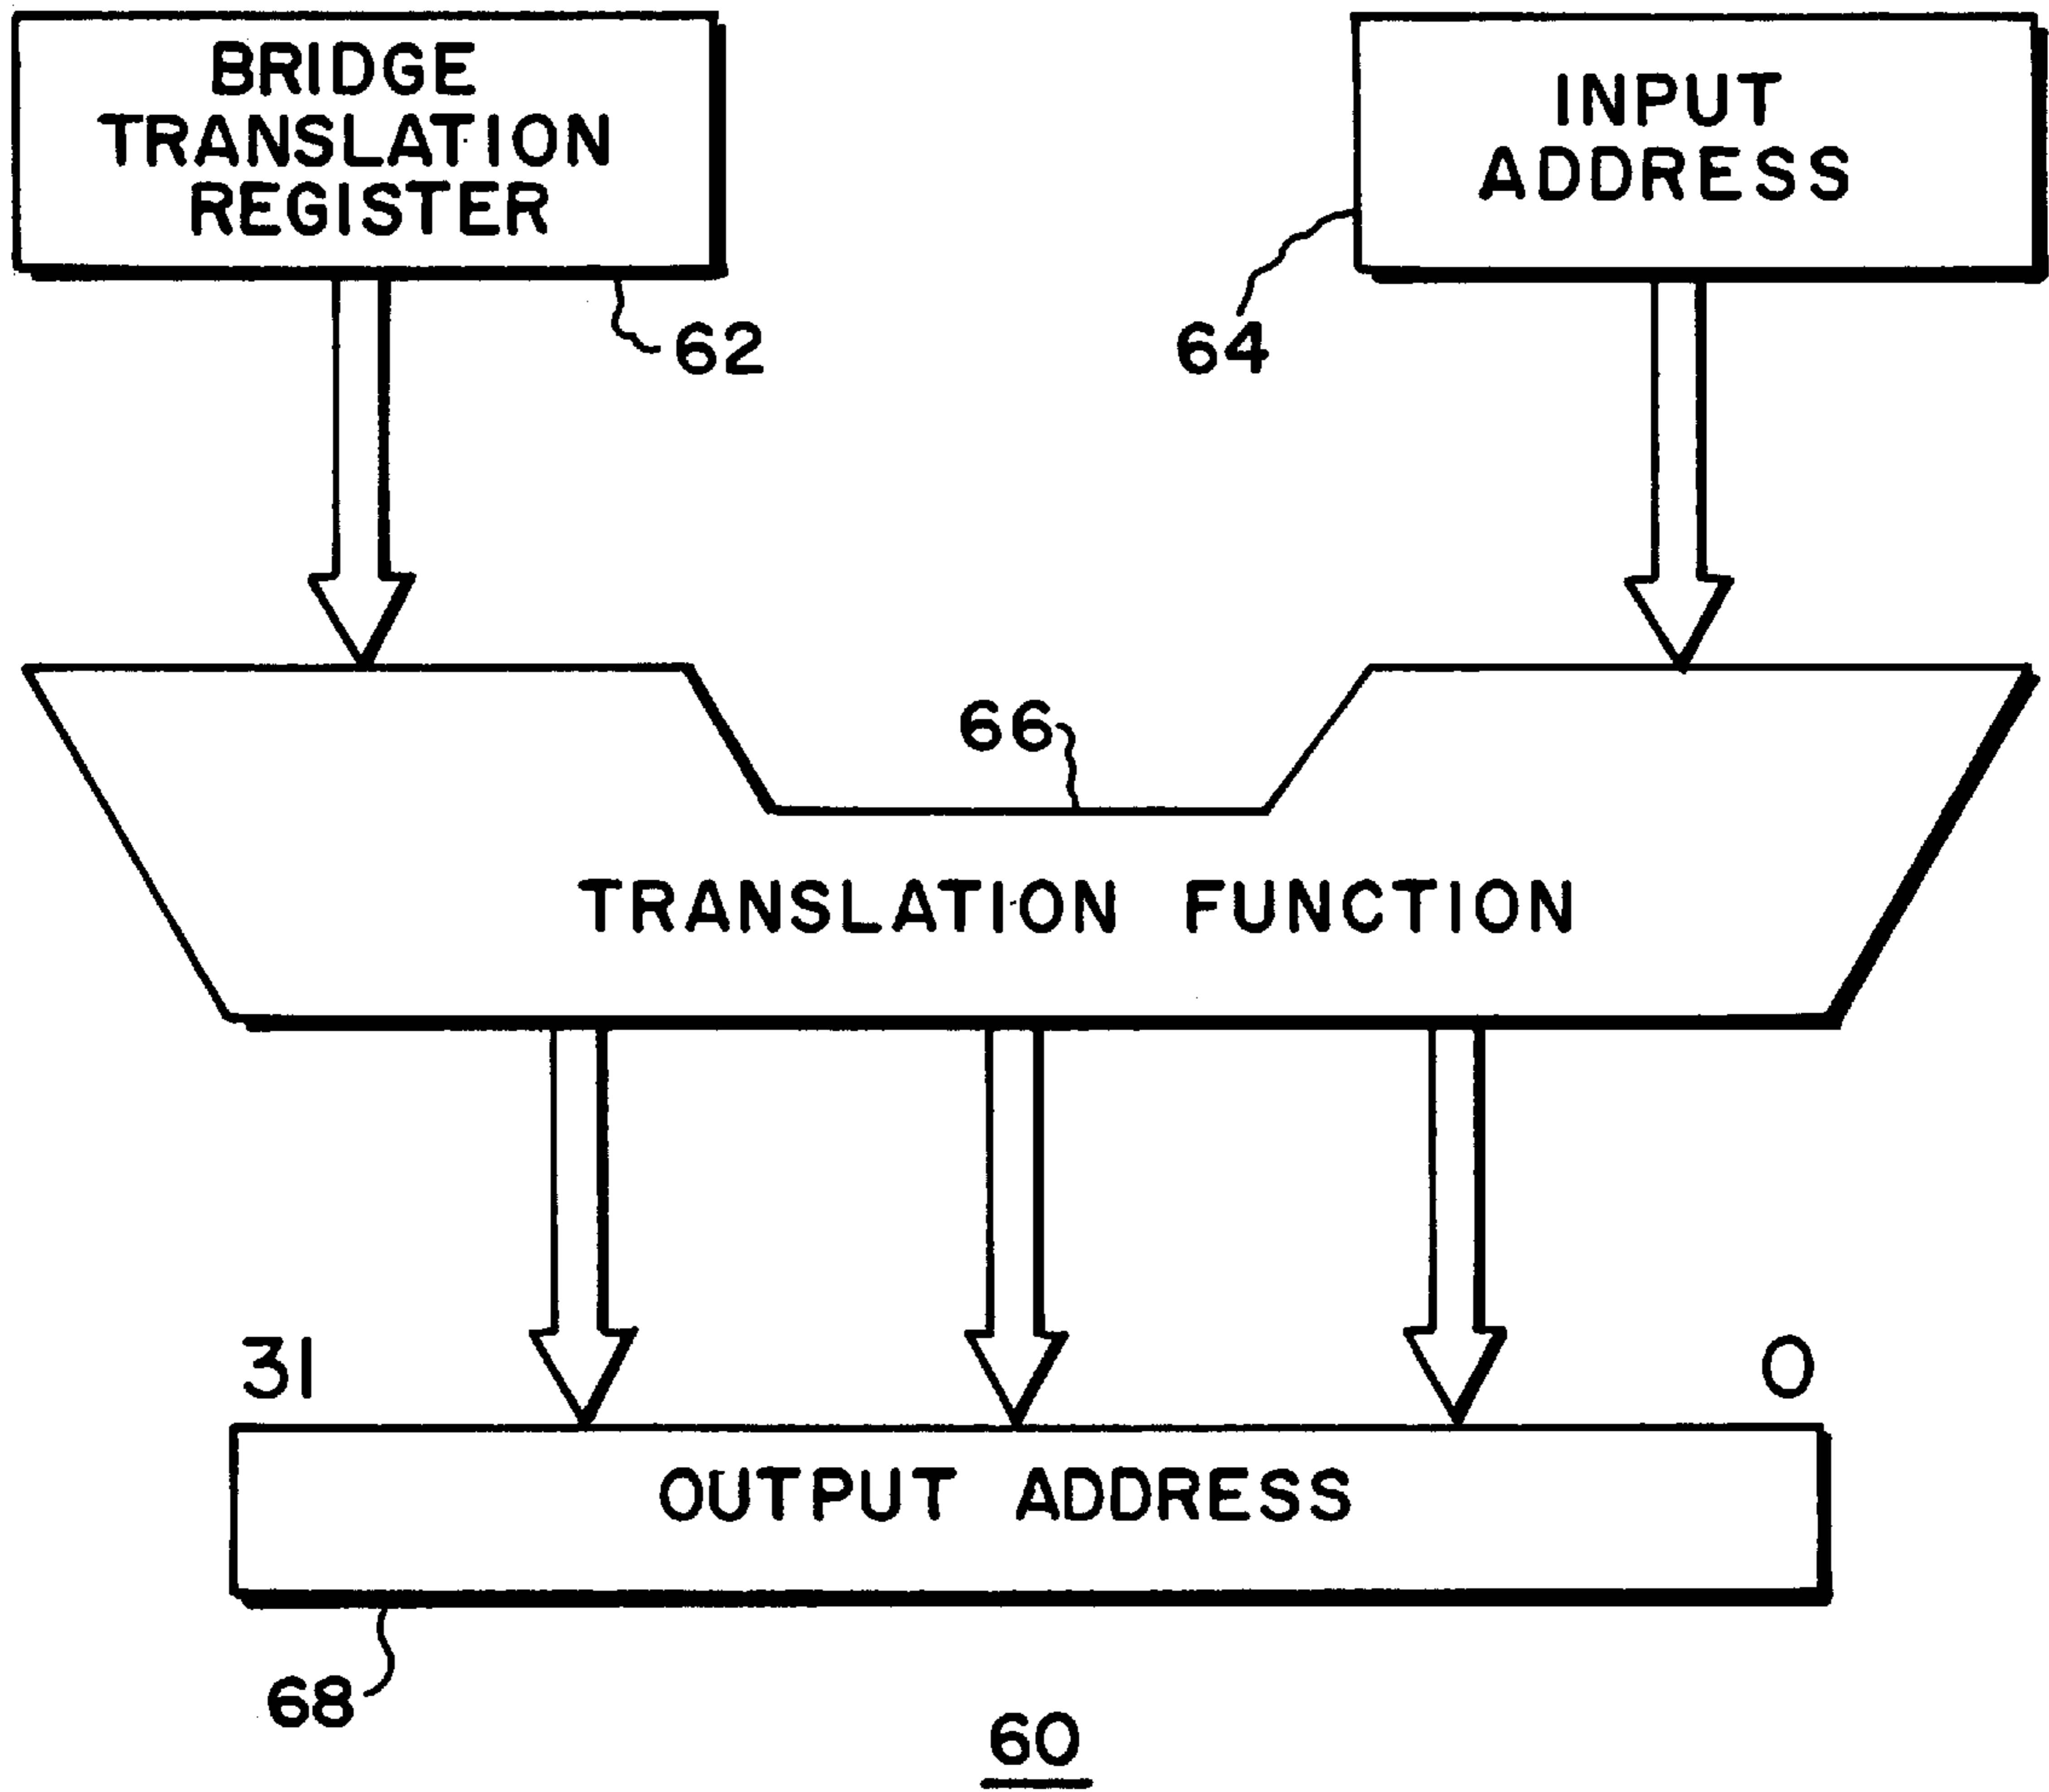 BRIDGE
TRANSLATION
REGISTER
INPUT
ADDRESS
62
64
66
TRANSLATION FUNCTION
31
0
OUTPUT ADDRESS
68
60